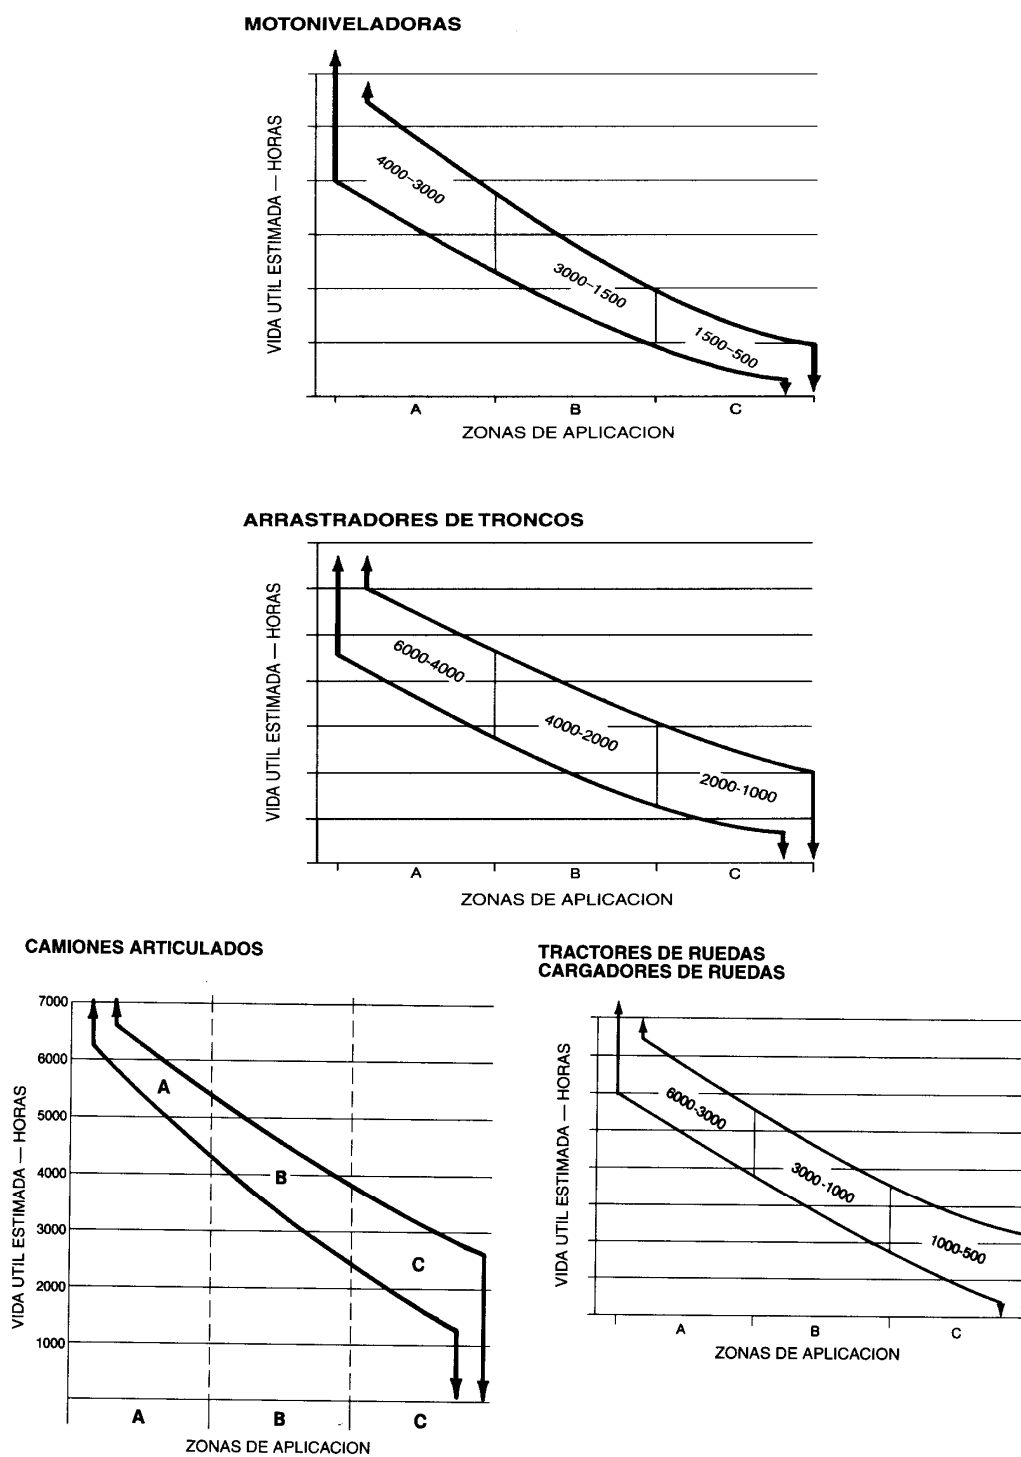 MOTONIVELADORAS
VIDA UTIL ESTIMADA — HORAS
4000-3000
3000-1500
1500-500
A B C
ZONAS DE APLICACION
ARRASTRADORES DE TRONCOS
VIDA UTIL ESTIMADA — HORAS
6000-4000
4000-2000
2000-1000
A B C
ZONAS DE APLICACION
CAMIONES ARTICULADOS
VIDA UTIL ESTIMADA — HORAS
7000
6000
5000
4000
3000
2000
1000
A
B
C
A B C
ZONAS DE APLICACION
TRACTORES DE RUEDAS
CARGADORES DE RUEDAS
VIDA UTIL ESTIMADA — HORAS
6000-3000
3000-1000
1000-500
A B C
ZONAS DE APLICACION